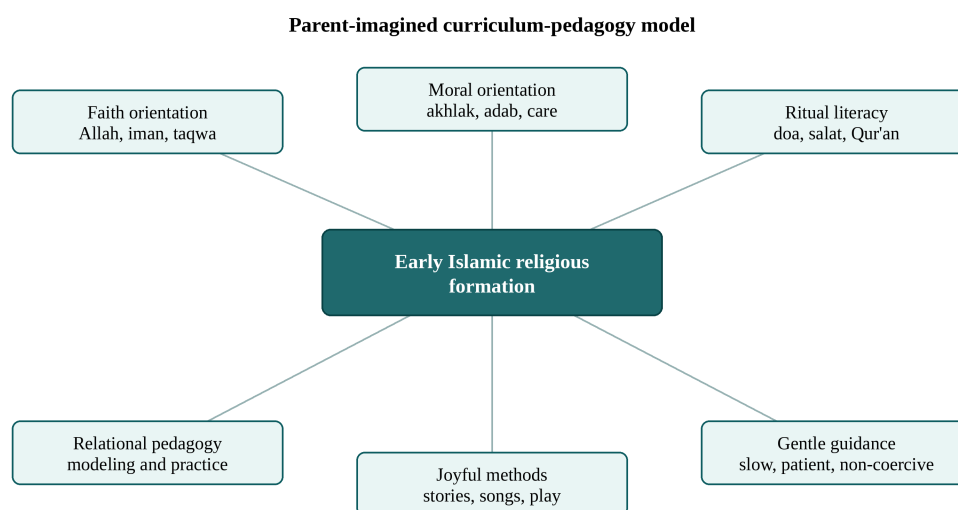 Parent-imagined curriculum-pedagogy model
Faith orientation
Allah, iman, taqwa
Moral orientation
akhlak, adab, care
Ritual literacy
doa, salat, Qur'an
Early Islamic religious
formation
Relational pedagogy
modeling and practice
Joyful methods
stories, songs, play
Gentle guidance
slow, patient, non-coercive